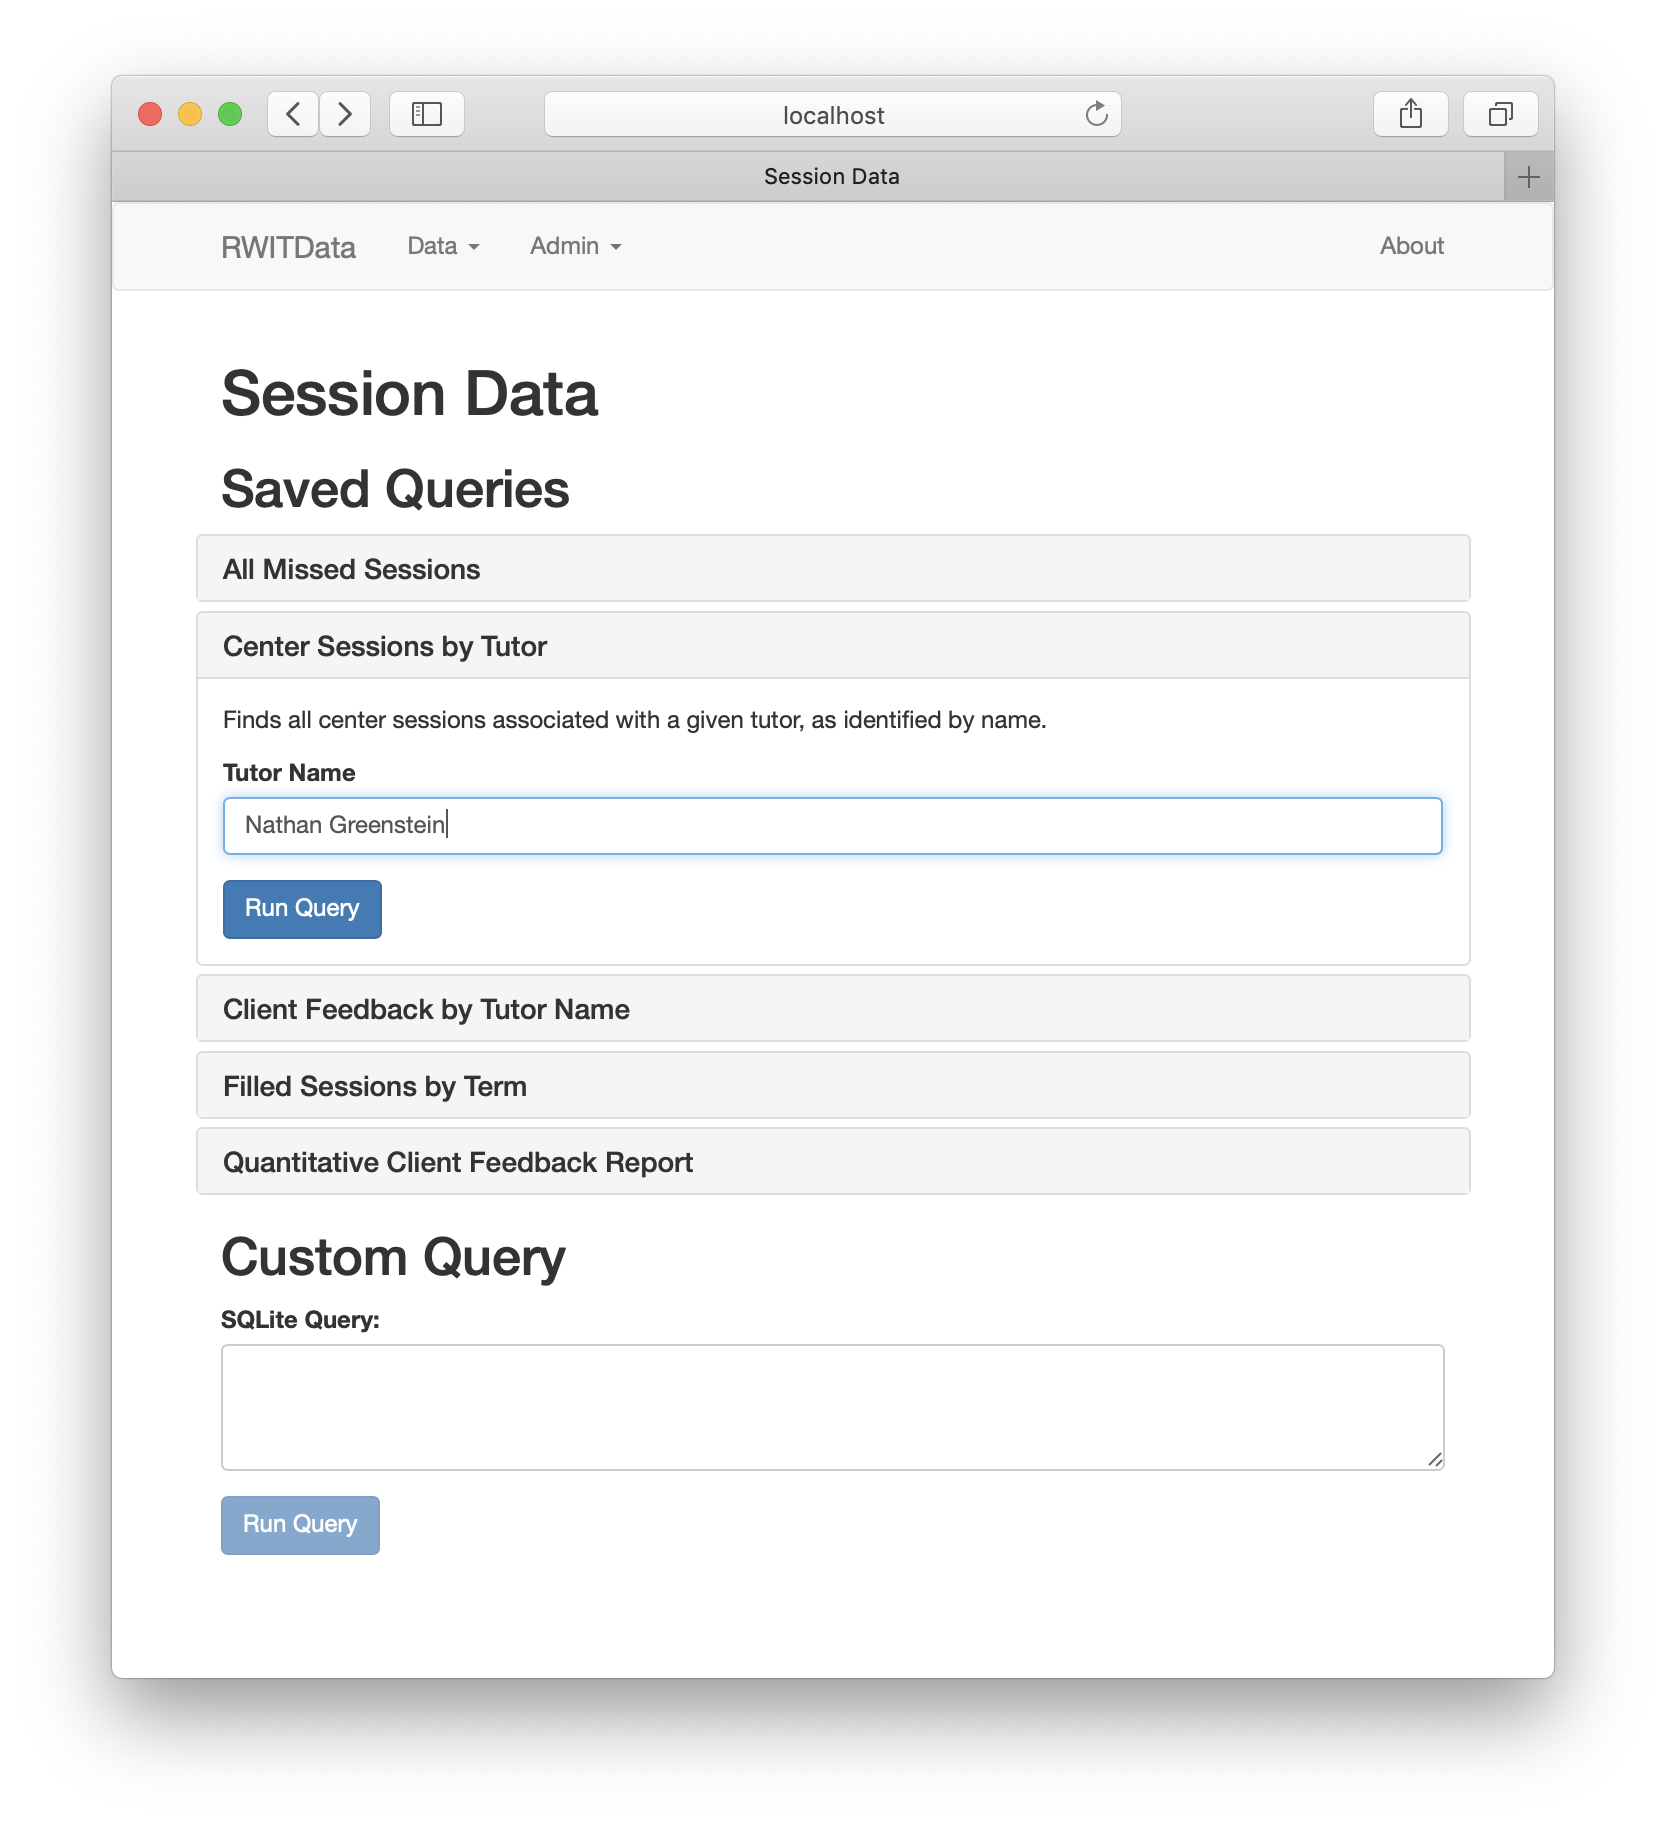 localhost
Session Data
RWITData Data Admin About
Session Data
Saved Queries
All Missed Sessions
Center Sessions by Tutor
Finds all center sessions associated with a given tutor, as identified by name.
Tutor Name
Nathan Greenstein
Run Query
Client Feedback by Tutor Name
Filled Sessions by Term
Quantitative Client Feedback Report
Custom Query
SQLite Query:
Run Query